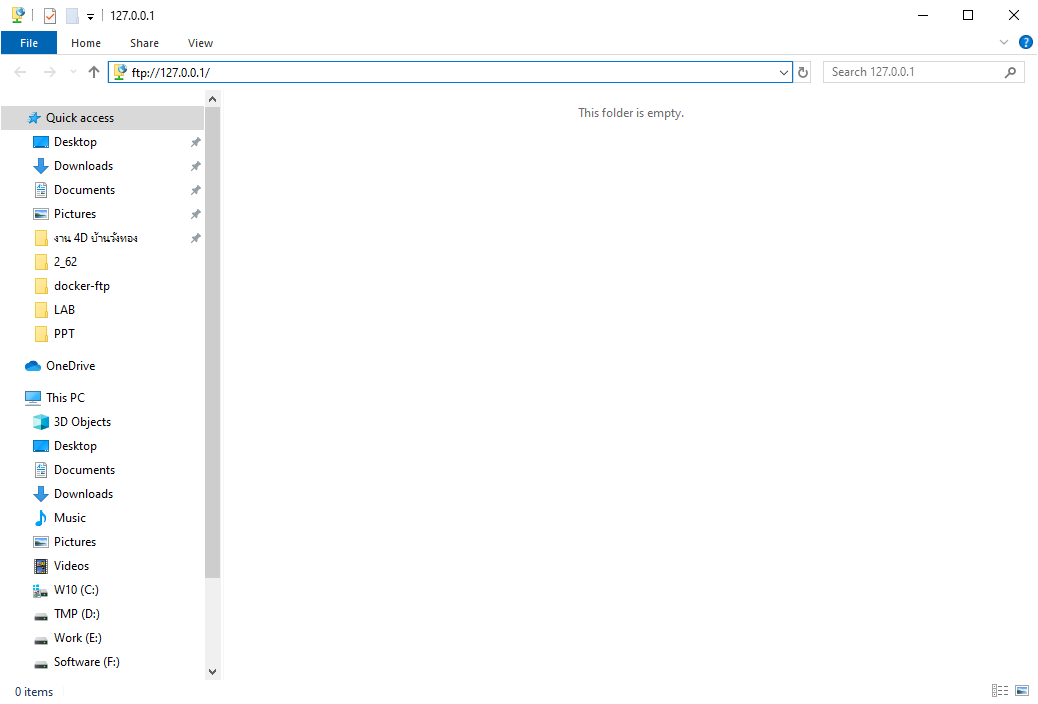 127.0.0.1
File Home Share View
ftp://127.0.0.1/
Search 127.0.0.1
This folder is empty.
Quick access
Desktop
Downloads
Documents
Pictures
งาน 4D บ้านวังทอง
2_62
docker-ftp
LAB
PPT
OneDrive
This PC
3D Objects
Desktop
Documents
Downloads
Music
Pictures
Videos
W10 (C:)
TMP (D:)
Work (E:)
Software (F:)
0 items